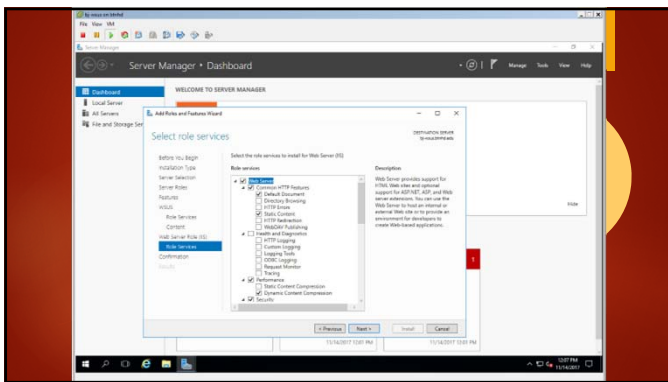 File View VM
Server Manager
Server Manager • Dashboard
Manage Tools View Help
Dashboard
Local Server
All Servers
File and Storage Ser
WELCOME TO SERVER MANAGER
Add Roles and Features Wizard
Select role services
DESTINATION SERVER
Before You Begin
Installation Type
Server Selection
Server Roles
Features
WSUS
Role Services
Content
Web Server Role (IIS)
Role Services
Confirmation
Results
Select the role services to install for Web Server (IIS)
Role services
Web Server
Common HTTP Features
Default Document
Directory Browsing
HTTP Errors
Static Content
HTTP Redirection
WebDAV Publishing
Health and Diagnostics
HTTP Logging
Custom Logging
Logging Tools
ODBC Logging
Request Monitor
Tracing
Performance
Static Content Compression
Dynamic Content Compression
Security
Description
Web Server provides support for
HTML Web sites and optional
support for ASP.NET, ASP, and Web
server extensions. You can use the
Web Server to host an internal or
external Web site or to provide an
environment for developers to
create Web-based applications.
Hide
1
< Previous Next > Install Cancel
11/14/2017 12:01 PM
11/14/2017 12:01 PM
12:07 PM
11/14/2017